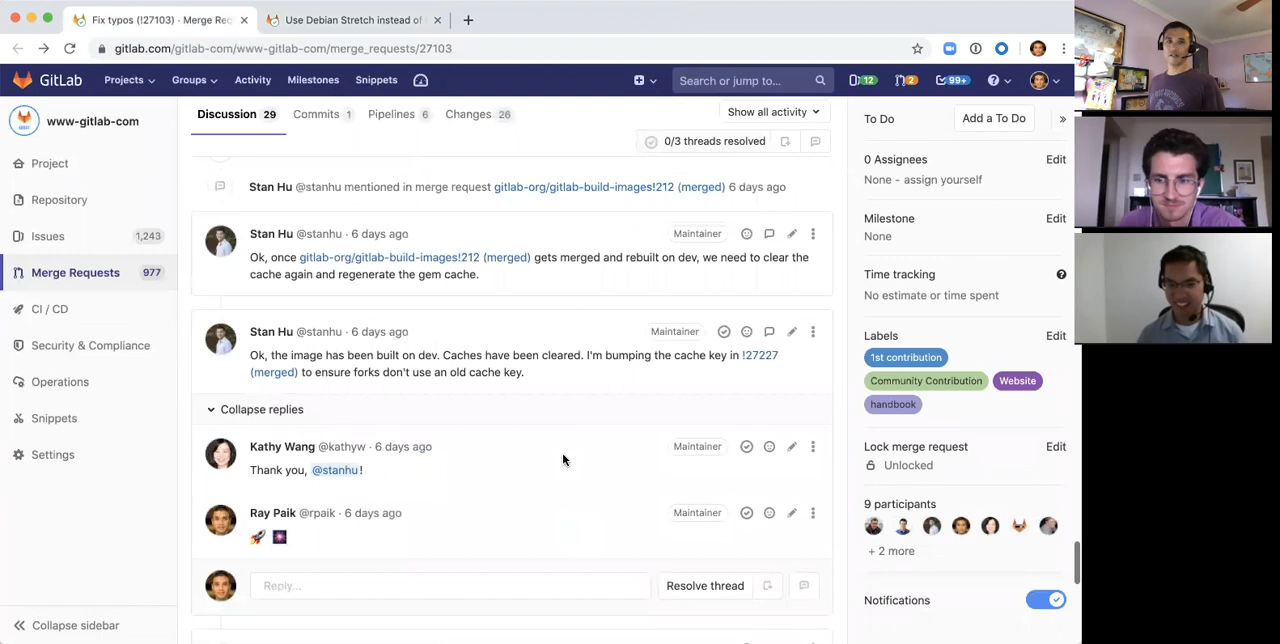 Fix typos (!27103) · Merge Req
Use Debian Stretch instead of
gitlab.com/gitlab-com/www-gitlab-com/merge_requests/27103
GitLab
Projects
Groups
Activity
Milestones
Snippets
Search or jump to...
12
2
99+
www-gitlab-com
Project
Repository
Issues 1,243
Merge Requests 977
CI / CD
Security & Compliance
Operations
Snippets
Settings
Collapse sidebar
Discussion 29
Commits 1
Pipelines 6
Changes 26
Show all activity
0/3 threads resolved
Stan Hu @stanhu mentioned in merge request gitlab-org/gitlab-build-images!212 (merged) 6 days ago
Stan Hu @stanhu · 6 days ago
Maintainer
Ok, once gitlab-org/gitlab-build-images!212 (merged) gets merged and rebuilt on dev, we need to clear the
cache again and regenerate the gem cache.
Stan Hu @stanhu · 6 days ago
Maintainer
Ok, the image has been built on dev. Caches have been cleared. I'm bumping the cache key in !27227
(merged) to ensure forks don't use an old cache key.
Collapse replies
Kathy Wang @kathyw · 6 days ago
Maintainer
Thank you, @stanhu!
Ray Paik @rpaik · 6 days ago
Maintainer
Reply...
Resolve thread
To Do
Add a To Do
0 Assignees
Edit
None - assign yourself
Milestone
Edit
None
Time tracking
No estimate or time spent
Labels
Edit
1st contribution
Community Contribution
Website
handbook
Lock merge request
Edit
Unlocked
9 participants
+ 2 more
Notifications